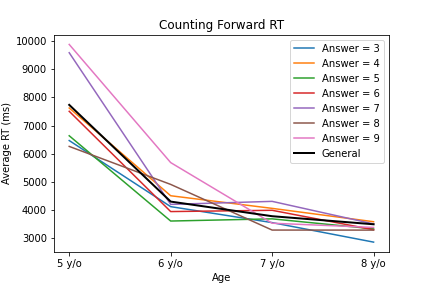 Counting Forward RT
Average RT (ms)
10000
9000
8000
7000
6000
5000
4000
3000
Answer = 3
Answer = 4
Answer = 5
Answer = 6
Answer = 7
Answer = 8
Answer = 9
General
5 y/o 6 y/o 7 y/o 8 y/o
Age